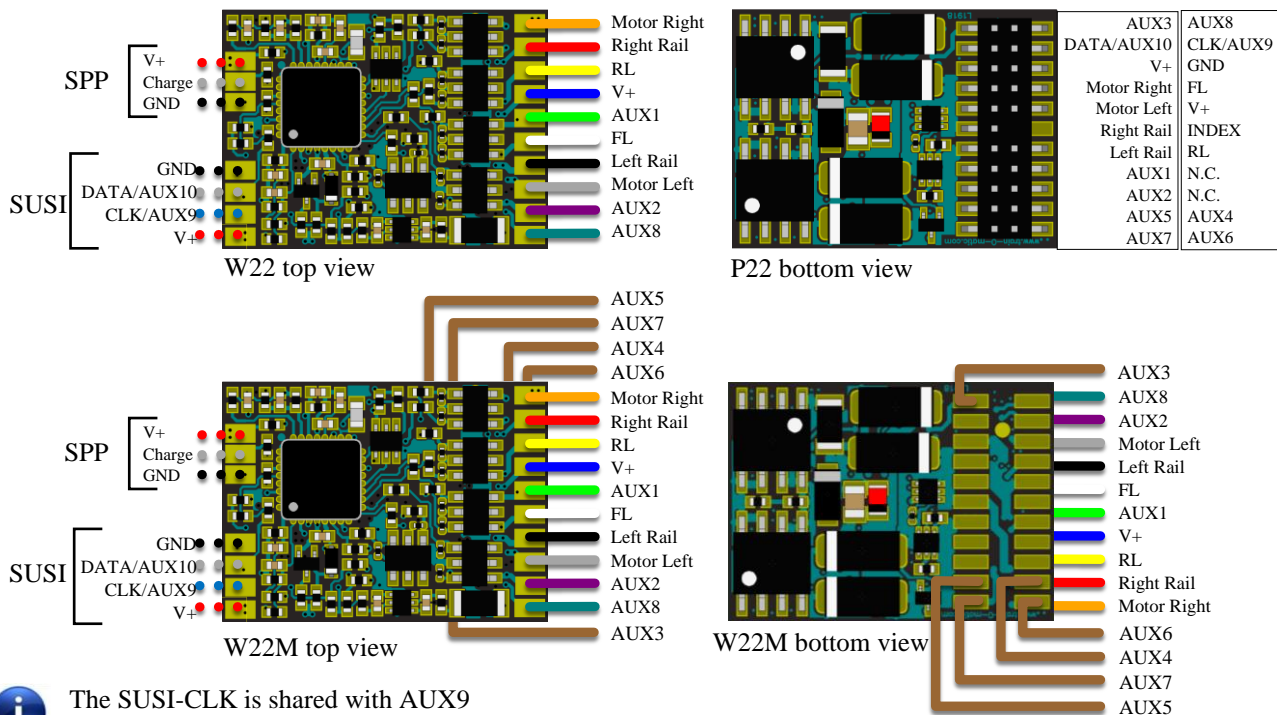 SPP
V+
Charge
GND
SUSI
GND
DATA/AUX10
CLK/AUX9
V+
Motor Right
Right Rail
RL
V+
AUX1
FL
Left Rail
Motor Left
AUX2
AUX8
W22 top view
L1918
www.train-O-matic.com
AUX3 AUX8
DATA/AUX10 CLK/AUX9
V+ GND
Motor Right FL
Motor Left V+
Right Rail INDEX
Left Rail RL
AUX1 N.C.
AUX2 N.C.
AUX5 AUX4
AUX7 AUX6
P22 bottom view
AUX5
AUX7
AUX4
AUX6
SPP
V+
Charge
GND
SUSI
GND
DATA/AUX10
CLK/AUX9
V+
Motor Right
Right Rail
RL
V+
AUX1
FL
Left Rail
Motor Left
AUX2
AUX8
AUX3
W22M top view
AUX3
AUX8
AUX2
Motor Left
Left Rail
FL
AUX1
V+
RL
Right Rail
Motor Right
AUX6
AUX4
AUX7
AUX5
W22M bottom view
i
The SUSI-CLK is shared with AUX9